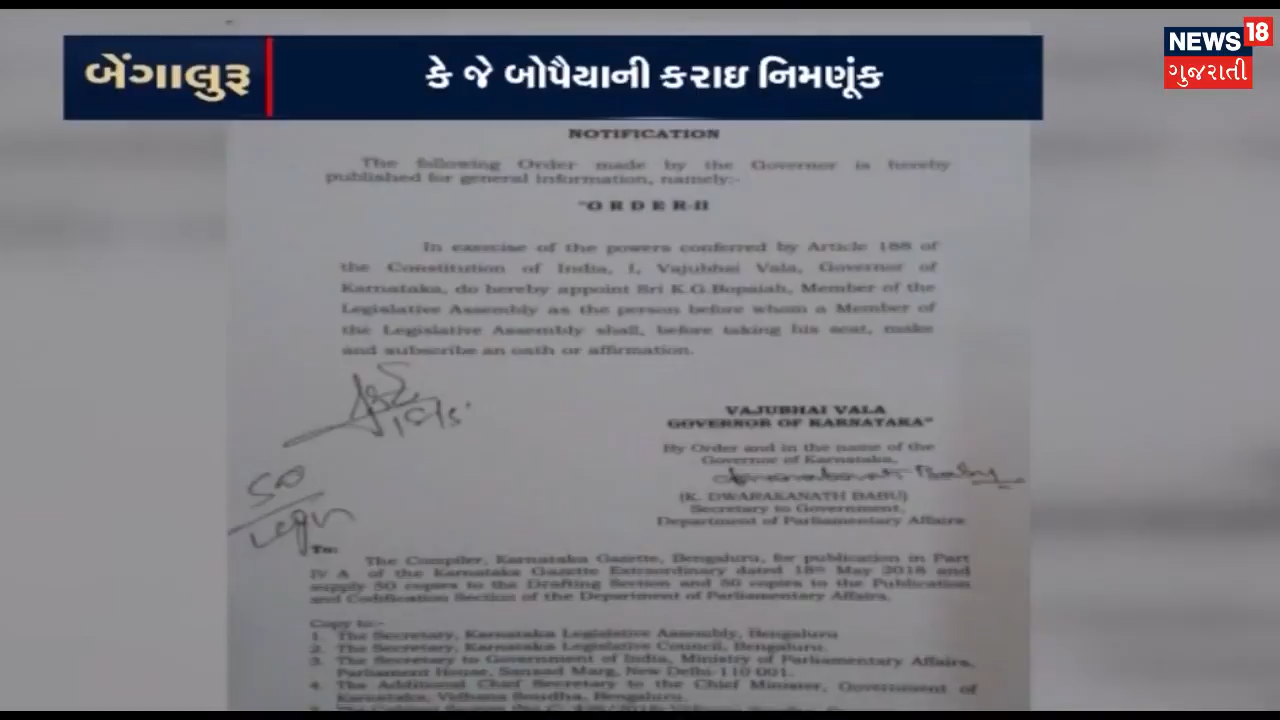 બેંગાલુરૂ
કે જે બોપૈયાની કરાઇ નિમણૂંક
NEWS 18
ગુજરાતી
NOTIFICATION
The following Order made by the Governor is hereby
published for general information, namely:-
"O R D E R-II
In exercise of the powers conferred by Article 188 of
the Constitution of India, I, Vajubhai Vala, Governor of
Karnataka, do hereby appoint Sri K.G.Bopaiah, Member of the
Legislative Assembly as the person before whom a Member of
the Legislative Assembly shall, before taking his seat, make
and subscribe an oath or affirmation.
VAJUBHAI VALA
GOVERNOR OF KARNATAKA"
By Order and in the name of the
Governor of Karnataka,
(K. DWARAKANATH BABU)
Secretary to Government,
Department of Parliamentary Affairs
To:
The Compiler, Karnataka Gazette, Bengaluru, for publication in Part
IV A of the Karnataka Gazette Extraordinary dated 18th May 2018 and
supply 50 copies to the Drafting Section and 50 copies to the Publication
and Codification Section of the Department of Parliamentary Affairs.
Copy to:-
1. The Secretary, Karnataka Legislative Assembly, Bengaluru
2. The Secretary, Karnataka Legislative Council, Bengaluru.
3. The Secretary to Government of India, Ministry of Parliamentary Affairs,
Parliament House, Sansad Marg, New Delhi-110 001.
4. The Additional Chief Secretary to the Chief Minister, Government of
Karnataka, Vidhana Soudha, Bengaluru.